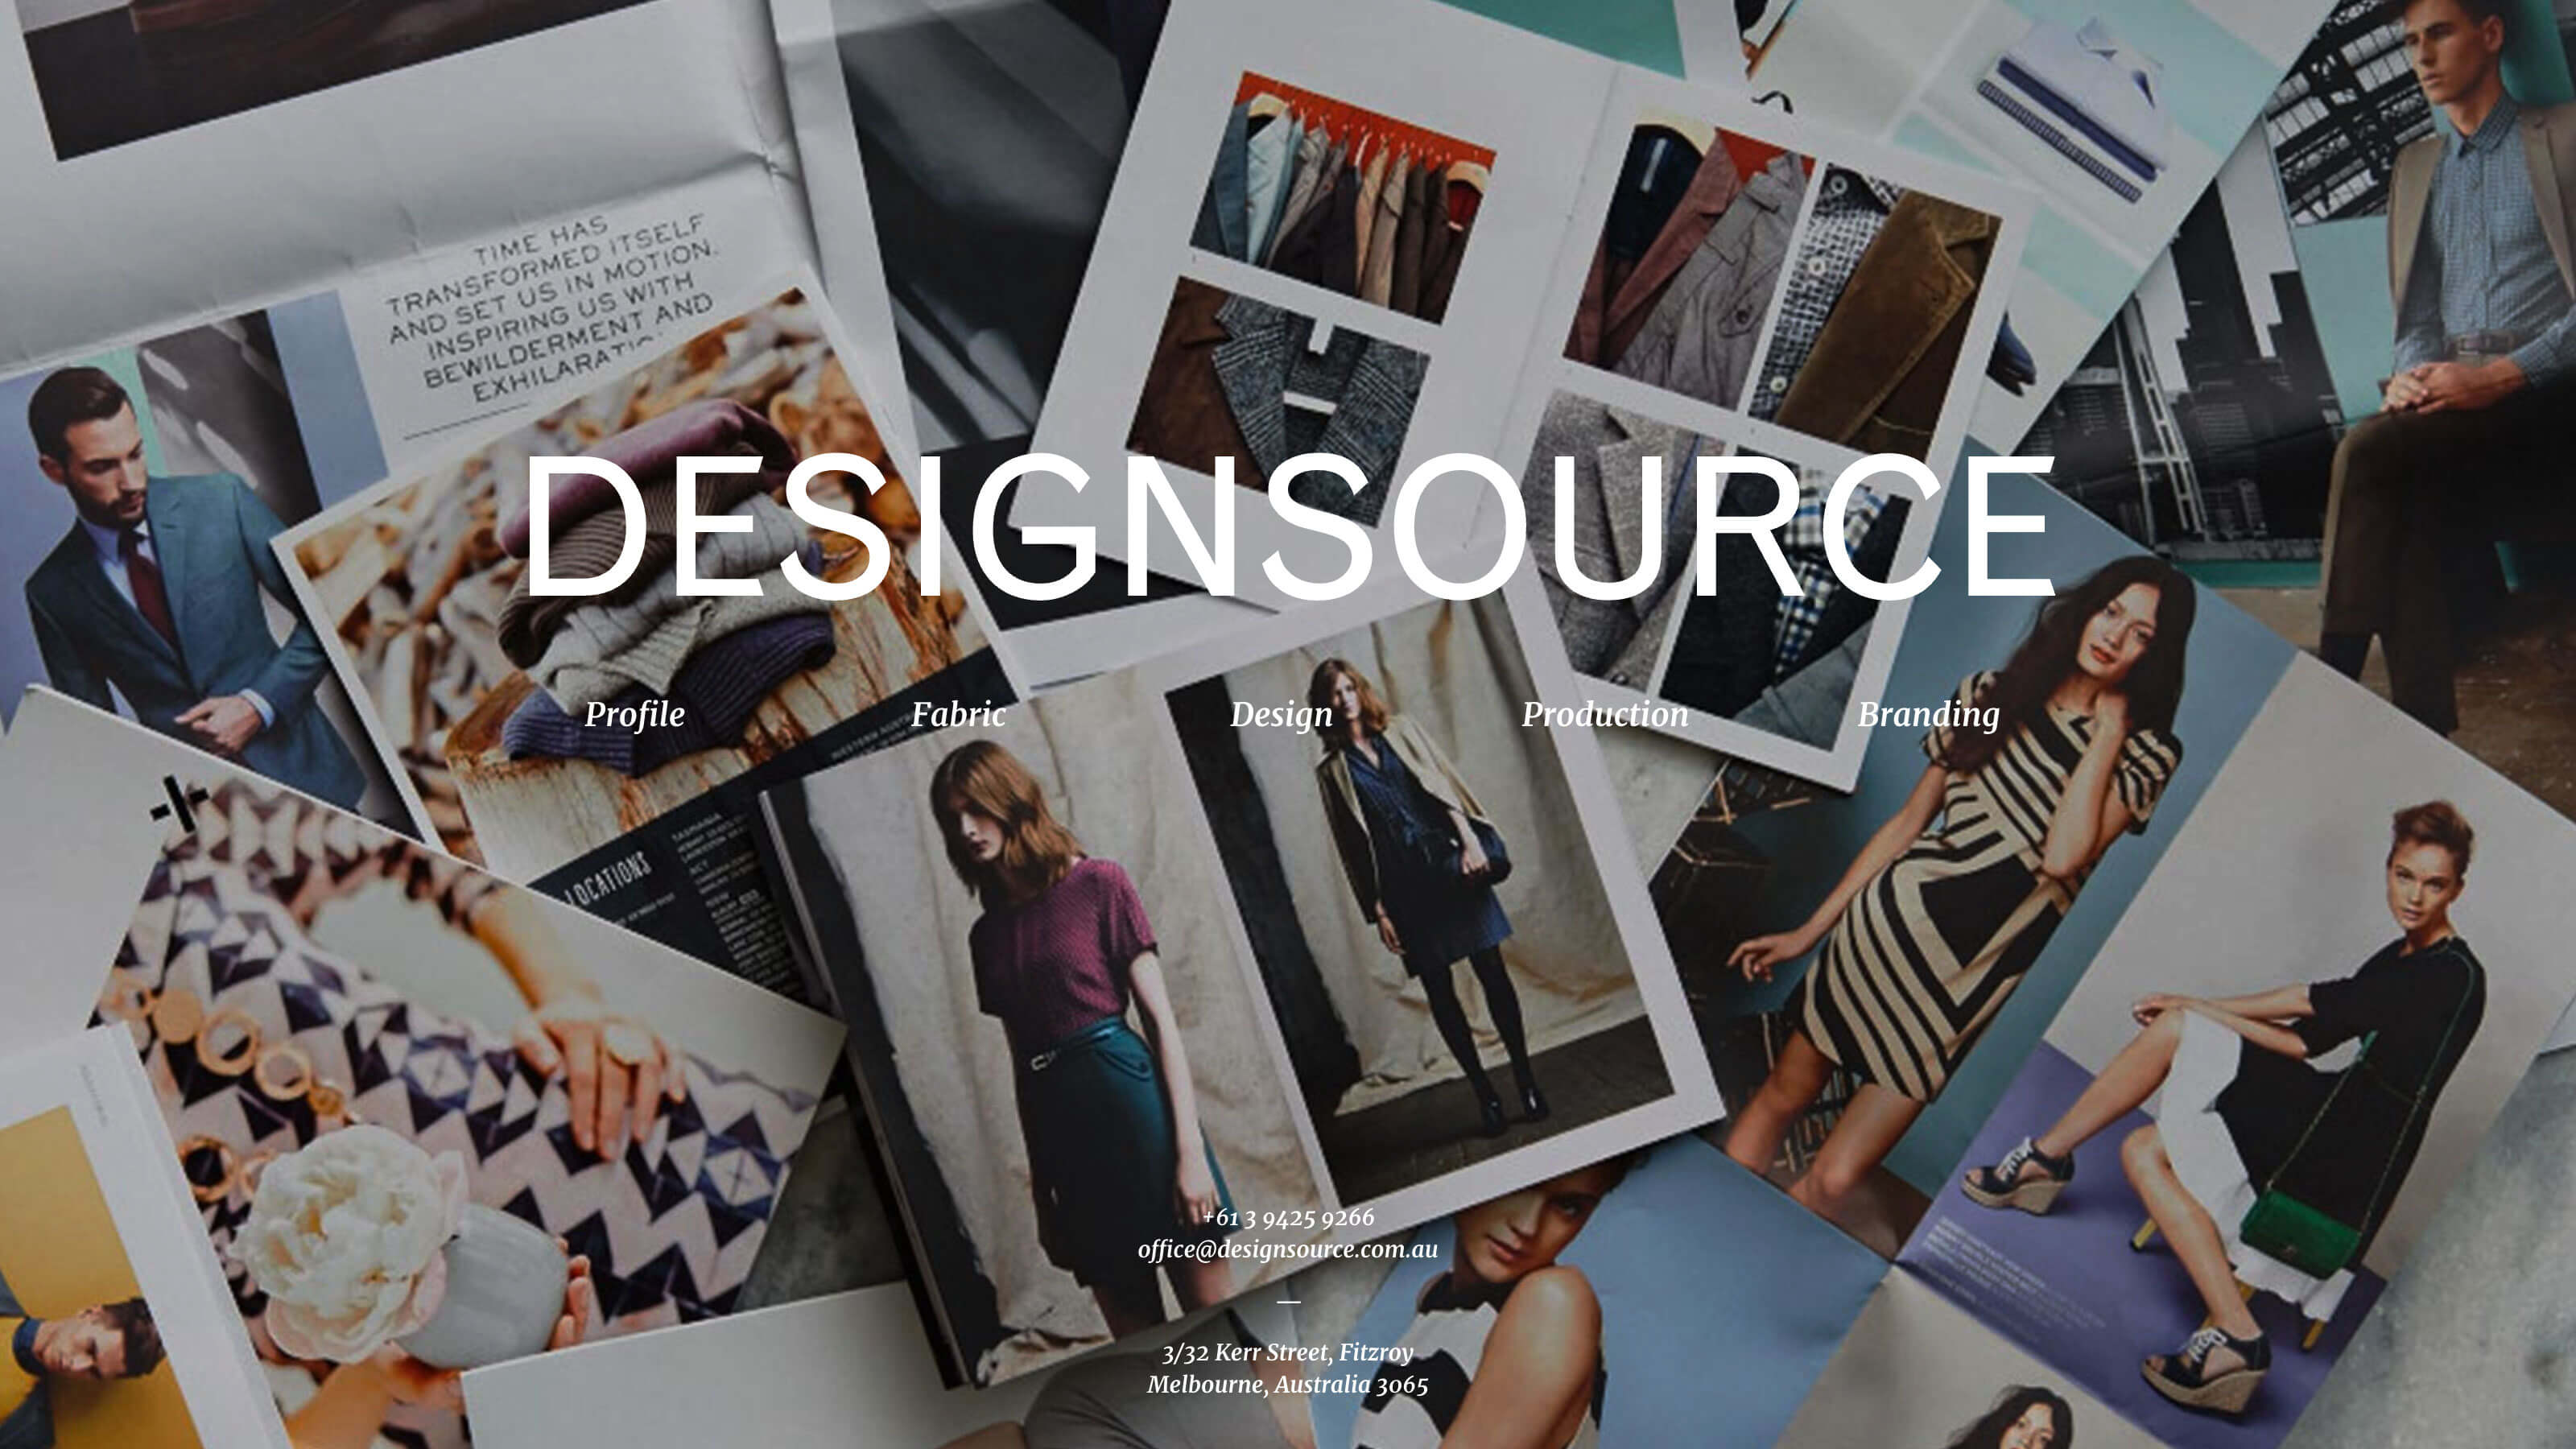 TIME HAS
TRANSFORMED ITSELF
AND SET US IN MOTION.
INSPIRING US WITH
BEWILDERMENT AND
DESIGNSOURCE
Profile Fabric Design Production Branding
LOCATIONS
TASMANIA
+61 3 9425 9266
office@designsource.com.au
—
3/32 Kerr Street, Fitzroy
Melbourne, Australia 3065